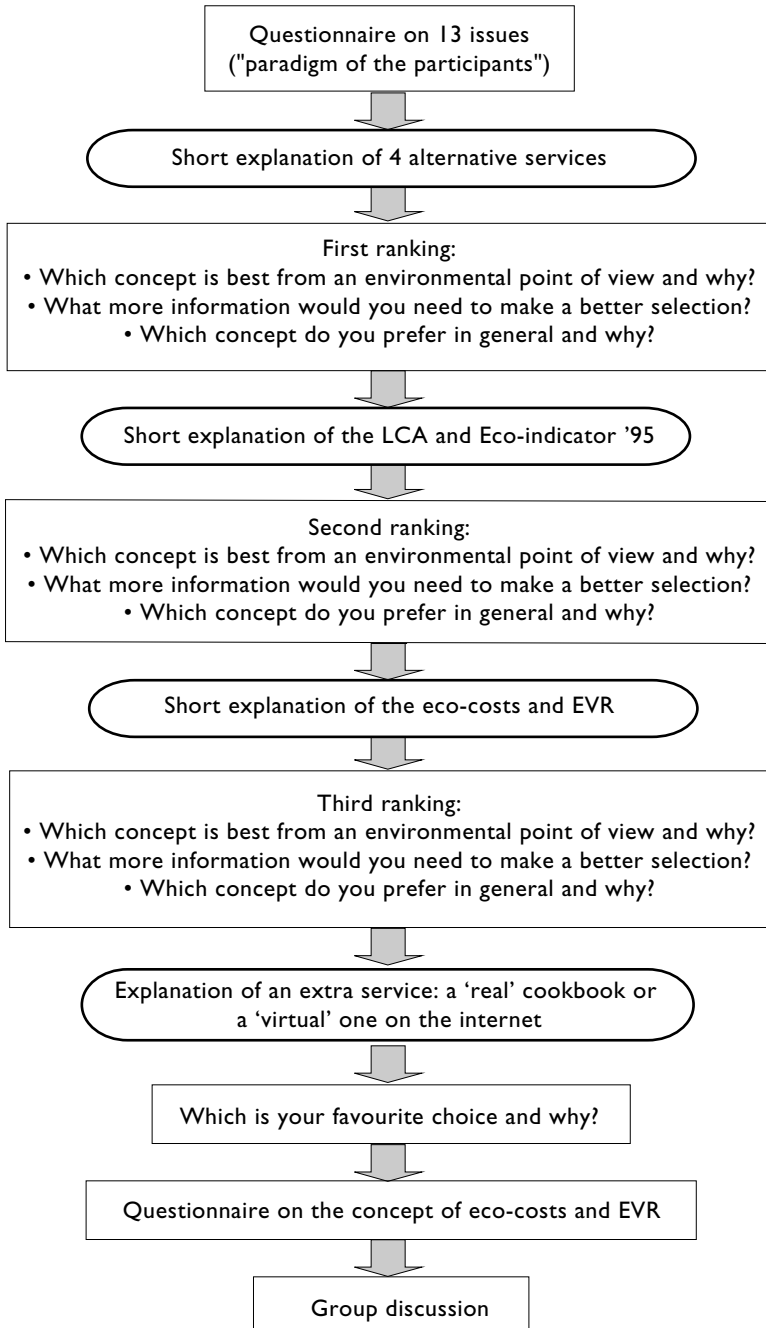 Questionnaire on 13 issues
("paradigm of the participants")
Short explanation of 4 alternative services
First ranking:
• Which concept is best from an environmental point of view and why?
• What more information would you need to make a better selection?
• Which concept do you prefer in general and why?
Short explanation of the LCA and Eco-indicator ’95
Second ranking:
• Which concept is best from an environmental point of view and why?
• What more information would you need to make a better selection?
• Which concept do you prefer in general and why?
Short explanation of the eco-costs and EVR
Third ranking:
• Which concept is best from an environmental point of view and why?
• What more information would you need to make a better selection?
• Which concept do you prefer in general and why?
Explanation of an extra service: a ‘real’ cookbook or
a ‘virtual’ one on the internet
Which is your favourite choice and why?
Questionnaire on the concept of eco-costs and EVR
Group discussion